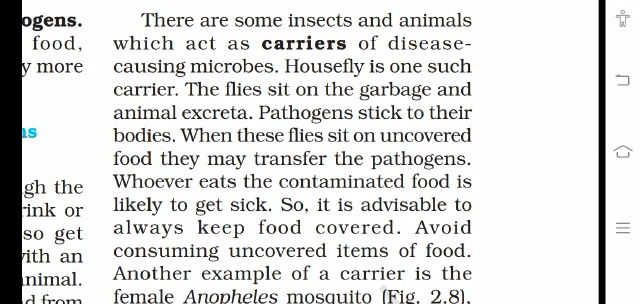 ogens.
food,
y more
ns
gh the
rink or
so get
with an
animal.
d from
There are some insects and animals
which act as carriers of disease-
causing microbes. Housefly is one such
carrier. The flies sit on the garbage and
animal excreta. Pathogens stick to their
bodies. When these flies sit on uncovered
food they may transfer the pathogens.
Whoever eats the contaminated food is
likely to get sick. So, it is advisable to
always keep food covered. Avoid
consuming uncovered items of food.
Another example of a carrier is the
female Anopheles mosquito (Fig. 2.8),